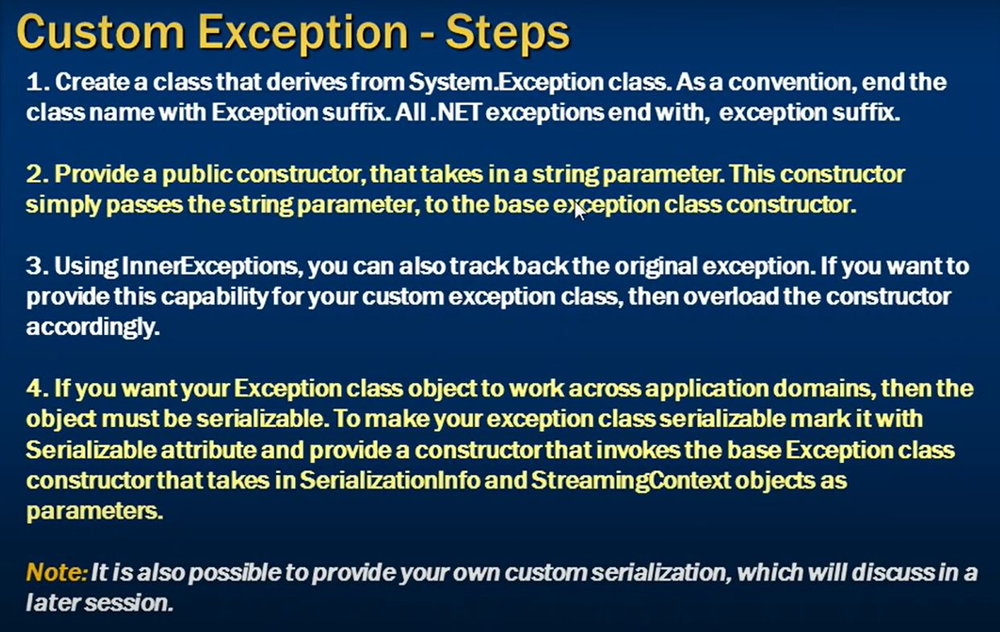 Custom Exception - Steps
1. Create a class that derives from System.Exception class. As a convention, end the
class name with Exception suffix. All .NET exceptions end with, exception suffix.
2. Provide a public constructor, that takes in a string parameter. This constructor
simply passes the string parameter, to the base exception class constructor.
3. Using InnerExceptions, you can also track back the original exception. If you want to
provide this capability for your custom exception class, then overload the constructor
accordingly.
4. If you want your Exception class object to work across application domains, then the
object must be serializable. To make your exception class serializable mark it with
Serializable attribute and provide a constructor that invokes the base Exception class
constructor that takes in SerializationInfo and StreamingContext objects as
parameters.
Note: It is also possible to provide your own custom serialization, which will discuss in a
later session.